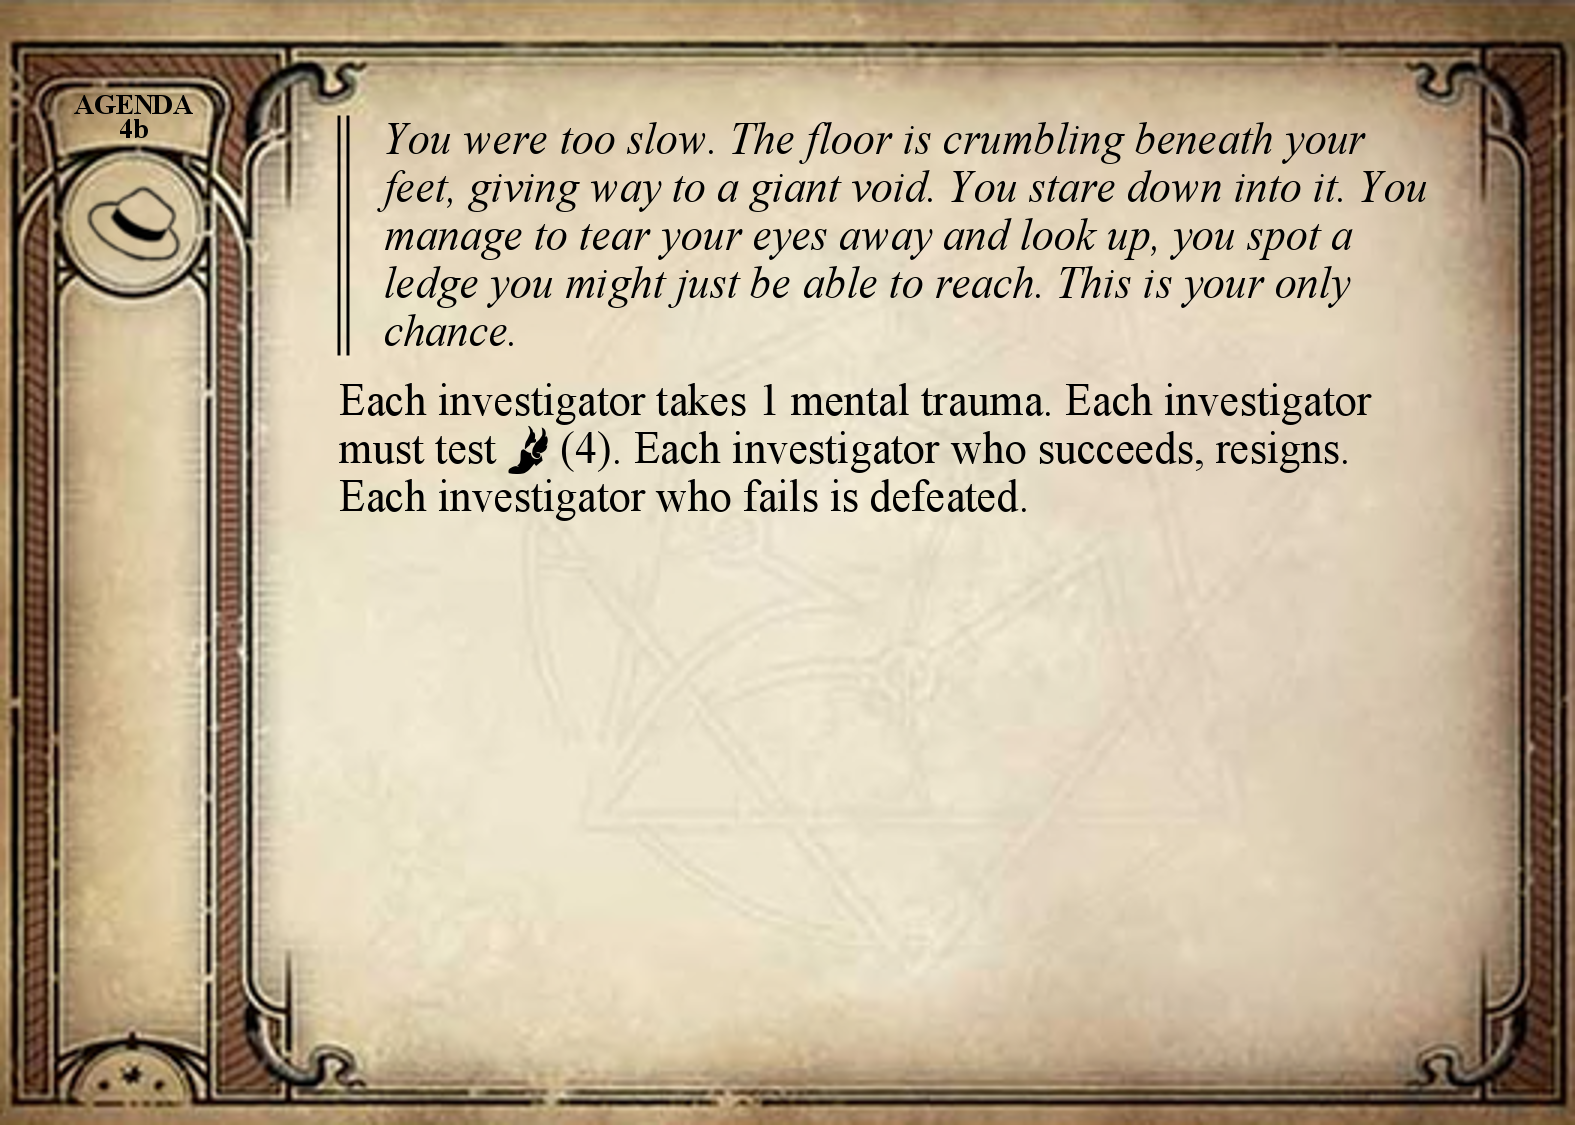 AGENDA
4b
You were too slow. The floor is crumbling beneath your
feet, giving way to a giant void. You stare down into it. You
manage to tear your eyes away and look up, you spot a
ledge you might just be able to reach. This is your only
chance.
Each investigator takes 1 mental trauma. Each investigator
must test (4). Each investigator who succeeds, resigns.
Each investigator who fails is defeated.